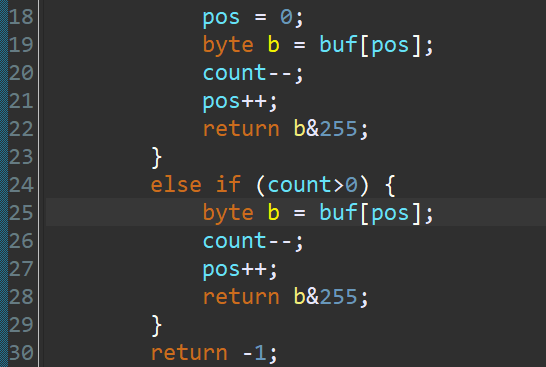 18 pos = 0;
19 byte b = buf[pos];
20 count--;
21 pos++;
22 return b&255;
23 }
24 else if (count>0) {
25 byte b = buf[pos];
26 count--;
27 pos++;
28 return b&255;
29 }
30 return -1;